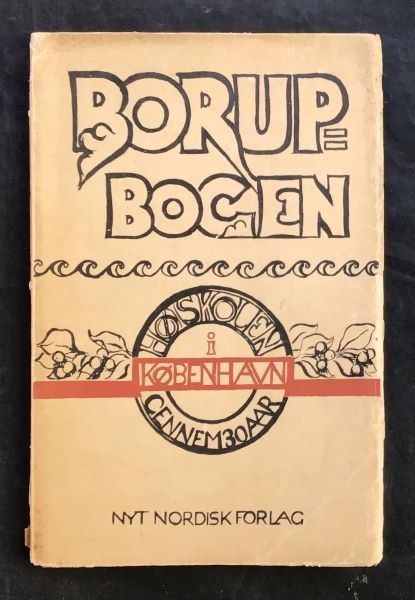 BORUP=
BOGEN
HØJSKOLEN
i
KØBENHAVN
GENNEM 30 AAR
NYT NORDISK FORLAG